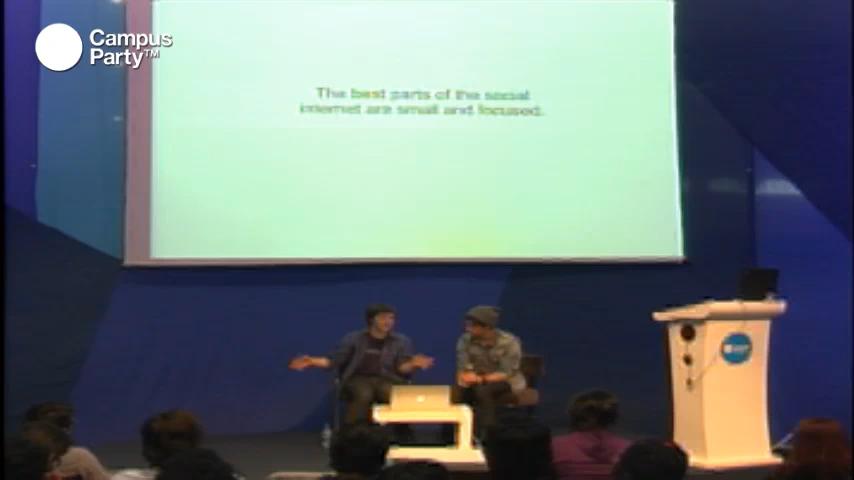 Campus
Party™
The best parts of the social
internet are small and focused.